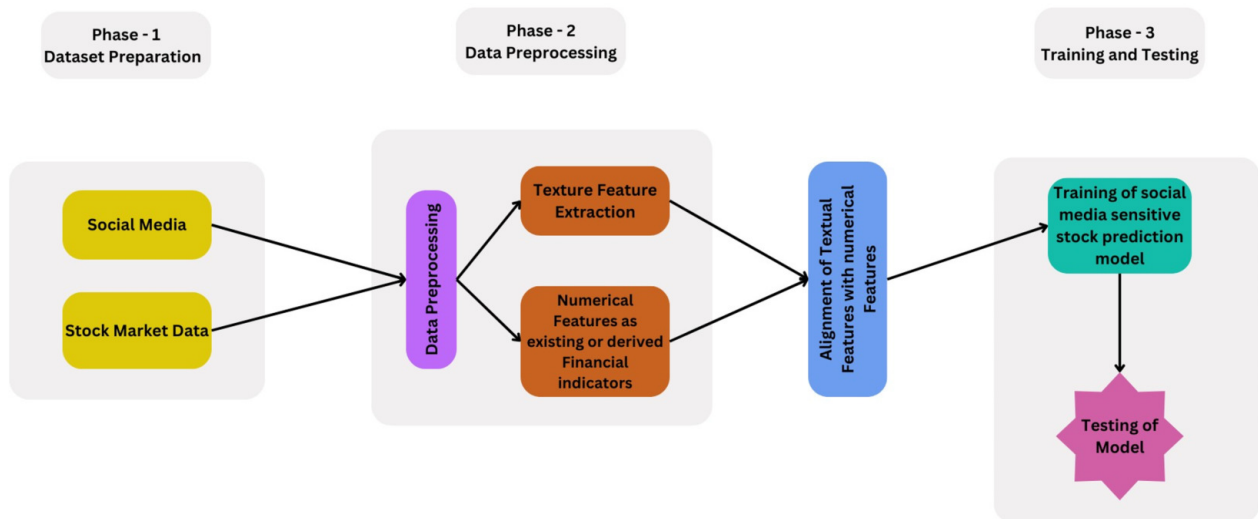 Phase - 1
Dataset Preparation
Phase - 2
Data Preprocessing
Phase - 3
Training and Testing
Social Media
Stock Market Data
Data Preprocessing
Texture Feature
Extraction
Numerical
Features as
existing or derived
Financial
indicators
Alignment of Textual
Features with numerical
Features
Training of social
media sensitive
stock prediction
model
Testing of
Model